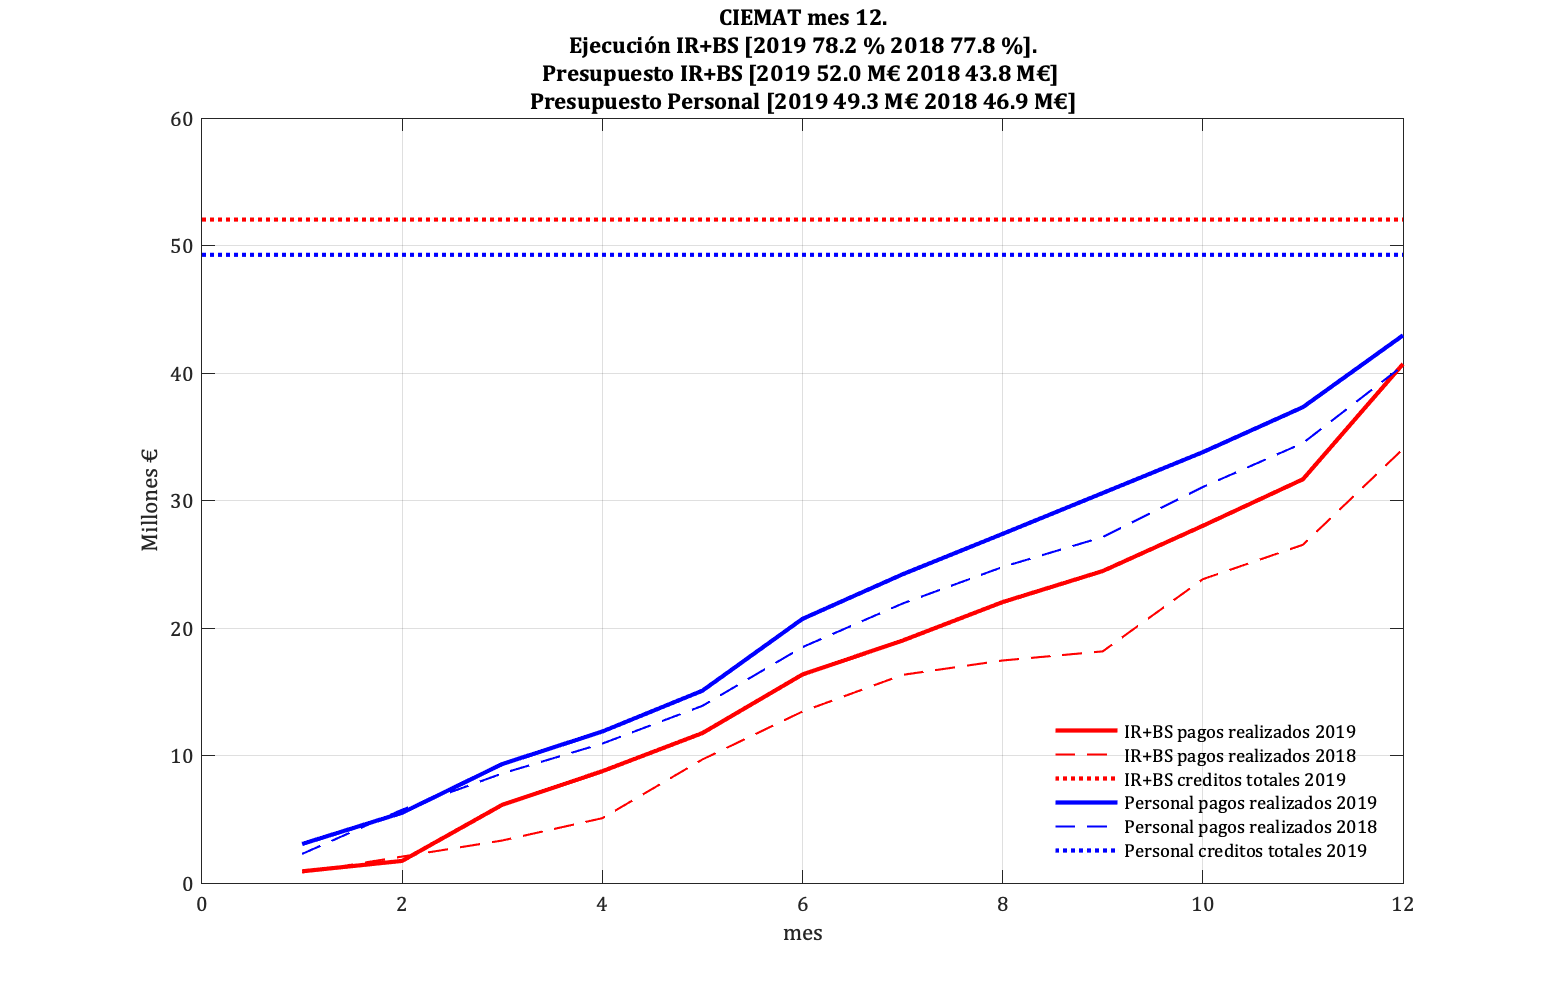 CIEMAT mes 12.
Ejecución IR+BS [2019 78.2 % 2018 77.8 %].
Presupuesto IR+BS [2019 52.0 M€ 2018 43.8 M€]
Presupuesto Personal [2019 49.3 M€ 2018 46.9 M€]
60
50
40
30
20
10
0
Millones €
IR+BS pagos realizados 2019
IR+BS pagos realizados 2018
IR+BS creditos totales 2019
Personal pagos realizados 2019
Personal pagos realizados 2018
Personal creditos totales 2019
0 2 4 6 8 10 12
mes